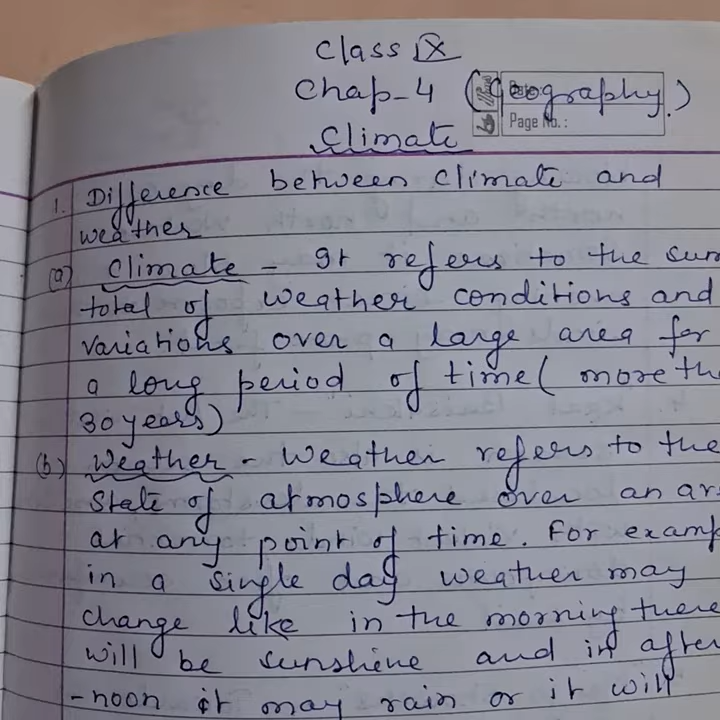 Class IX
Chap-4 (Geography.)
Page No.:
Climate
1. Difference between climate and
weather
(a) Climate - It refers to the sum
total of weather conditions and
variations over a large area for
a long period of time (more
30 years)
(b) Weather - Weather refers to the
State of atmosphere over an
at any point of time. For
in a single day weather may
change like in the morning there
will be sunshine and in after
-noon it may rain or it will